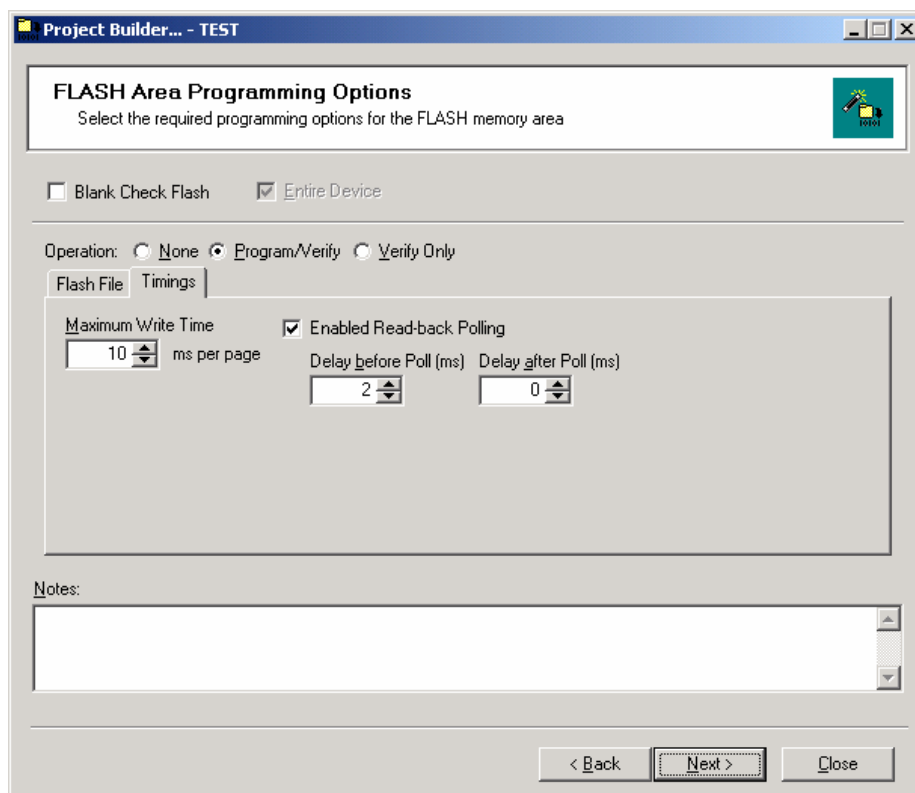 Project Builder... - TEST
FLASH Area Programming Options
Select the required programming options for the FLASH memory area
Blank Check Flash Entire Device
Operation: None Program/Verify Verify Only
Flash File Timings
Maximum Write Time Enabled Read-back Polling
10 ms per page Delay before Poll (ms) Delay after Poll (ms)
2 0
Notes:
< Back Next > Close